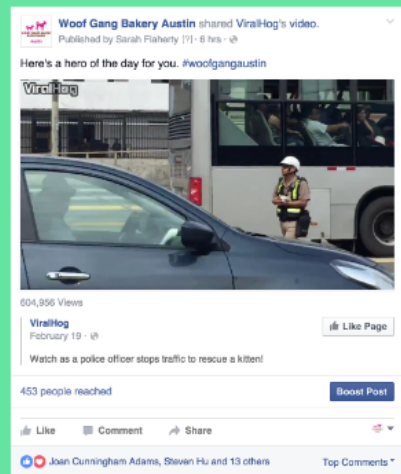 Woof Gang Bakery Austin shared ViralHog's video.
Published by Sarah Flaherty [?] · 6 hrs ·
Here's a hero of the day for you. #woofgangaustin
ViralHog
604,956 Views
ViralHog
February 19 ·
Like Page
Watch as a police officer stops traffic to rescue a kitten!
453 people reached
Boost Post
Like Comment Share
Joan Cunningham Adams, Steven Hu and 13 others
Top Comments